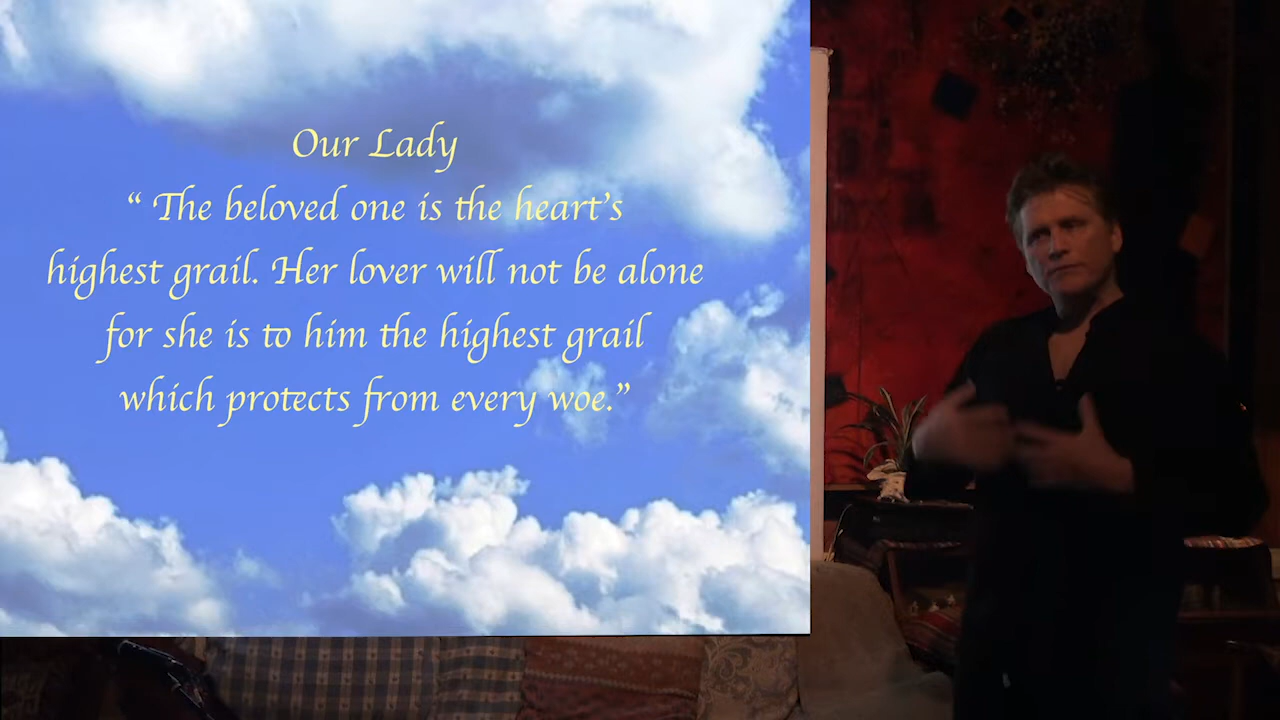 Our Lady
“ The beloved one is the heart’s
highest grail. Her lover will not be alone
for she is to him the highest grail
which protects from every woe.”